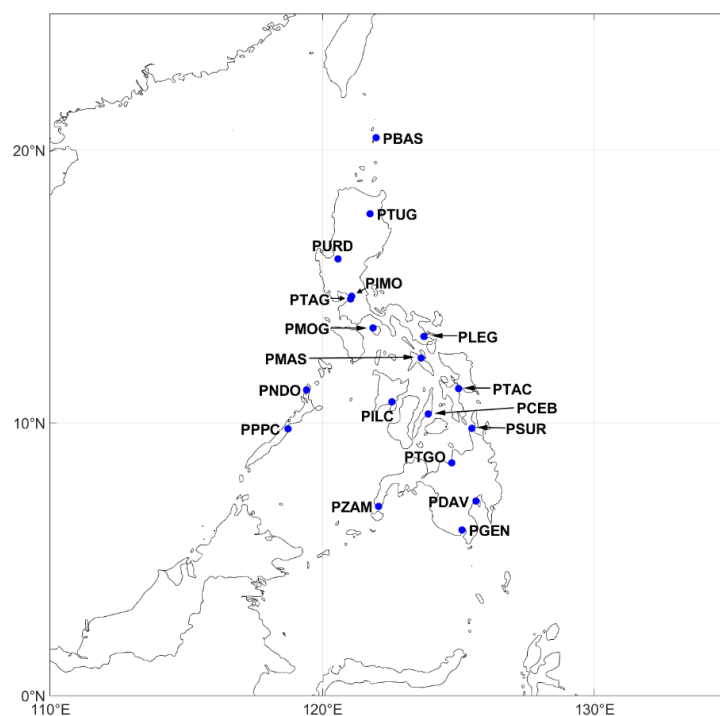 20°N
PBAS
PTUG
PURD
PIMO
PTAG
PMOG
PLEG
PMAS
PNDO
PTAC
PILC
PCEB
10°N
PPPC
PSUR
PTGO
PDAV
PZAM
PGEN
0°N
110°E
120°E
130°E